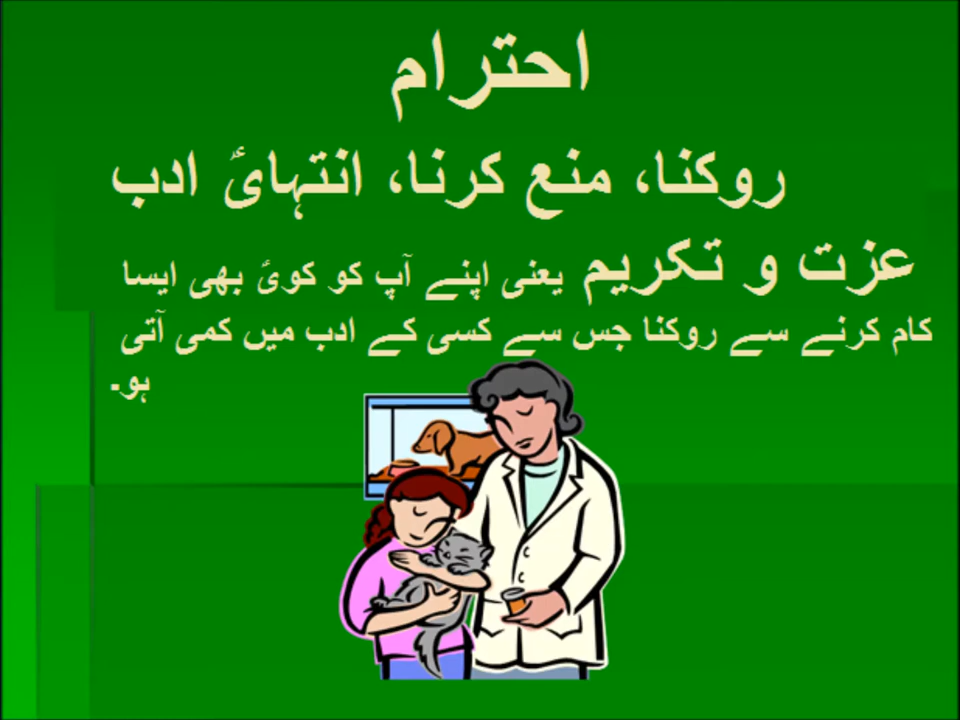 احترام
روکنا، منع کرنا، انتہائ ادب
عزت و تکریم یعنی اپنے آپ کو کوئ بھی ایسا
کام کرنے سے روکنا جس سے کسی کے ادب میں کمی آتی
ہو۔